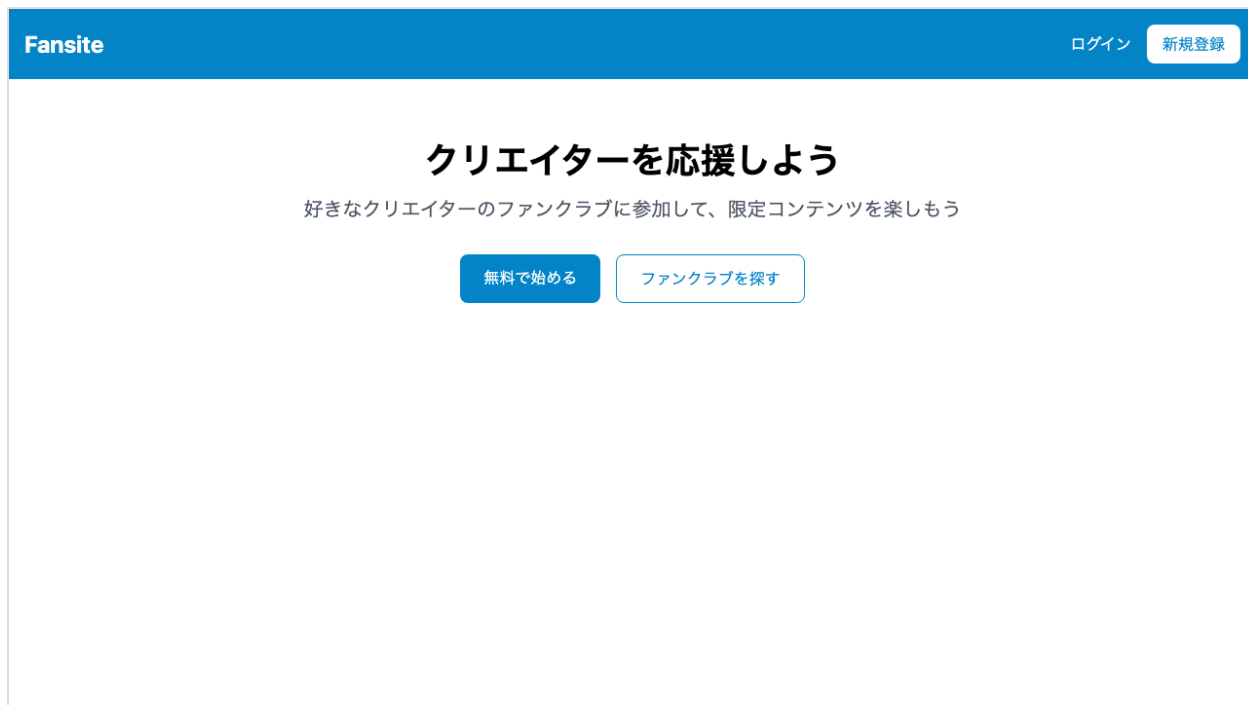 Fansite
ログイン
新規登録
クリエイターを応援しよう
好きなクリエイターのファンクラブに参加して、限定コンテンツを楽しもう
無料で始める
ファンクラブを探す